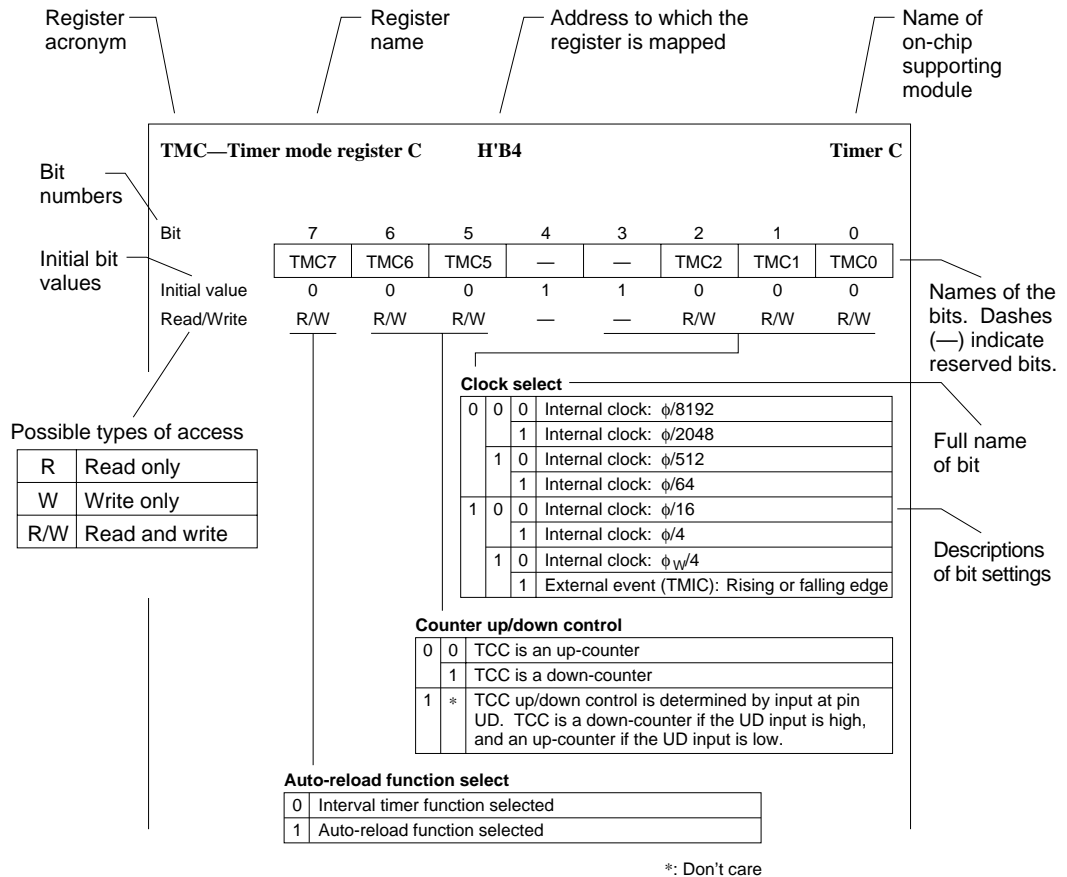 Register acronym
Register name
Address to which the register is mapped
Name of on-chip supporting module
TMC—Timer mode register C H'B4 Timer C
Bit numbers
Bit 7 6 5 4 3 2 1 0
TMC7 TMC6 TMC5 — — TMC2 TMC1 TMC0
Initial bit values
Initial value 0 0 0 1 1 0 0 0
Read/Write R/W R/W R/W — — R/W R/W R/W
Names of the bits. Dashes (—) indicate reserved bits.
Clock select
0 0 0 Internal clock: ϕ/8192
1 Internal clock: ϕ/2048
1 0 Internal clock: ϕ/512
1 Internal clock: ϕ/64
1 0 0 Internal clock: ϕ/16
1 Internal clock: ϕ/4
1 0 Internal clock: ϕW/4
1 External event (TMIC): Rising or falling edge
Full name of bit
Descriptions of bit settings
Possible types of access
R Read only
W Write only
R/W Read and write
Counter up/down control
0 0 TCC is an up-counter
1 TCC is a down-counter
1 * TCC up/down control is determined by input at pin
UD. TCC is a down-counter if the UD input is high,
and an up-counter if the UD input is low.
Auto-reload function select
0 Interval timer function selected
1 Auto-reload function selected
*: Don't care